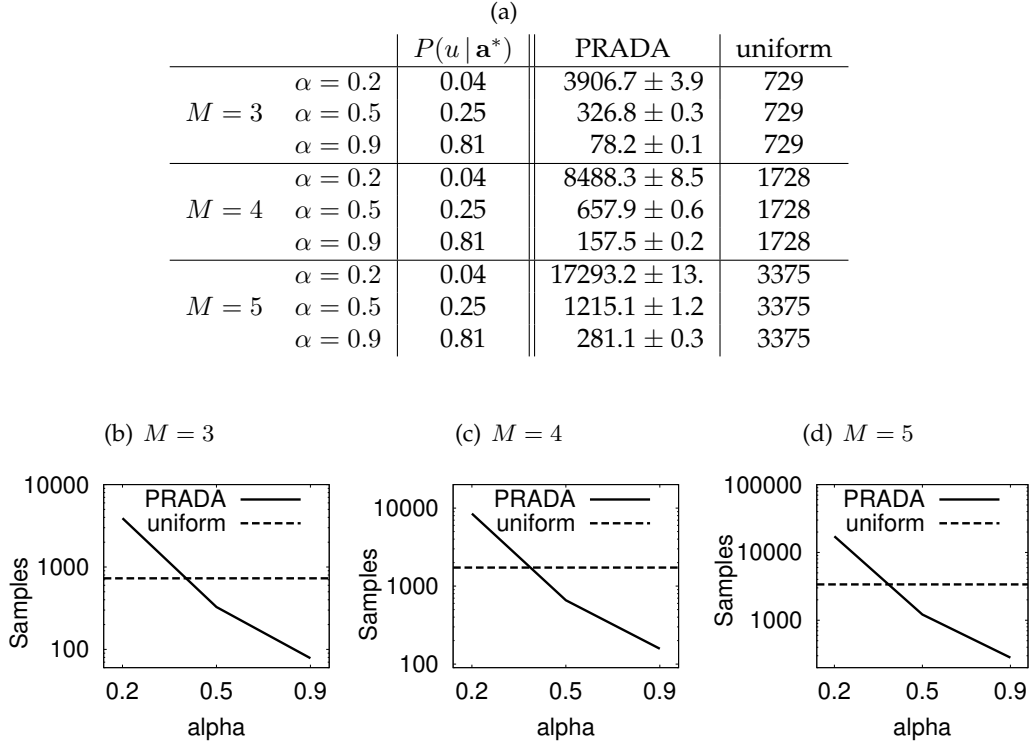 (a)
P(u | a*) PRADA uniform
α = 0.2 0.04 3906.7 ± 3.9 729
M = 3 α = 0.5 0.25 326.8 ± 0.3 729
α = 0.9 0.81 78.2 ± 0.1 729
α = 0.2 0.04 8488.3 ± 8.5 1728
M = 4 α = 0.5 0.25 657.9 ± 0.6 1728
α = 0.9 0.81 157.5 ± 0.2 1728
α = 0.2 0.04 17293.2 ± 13. 3375
M = 5 α = 0.5 0.25 1215.1 ± 1.2 3375
α = 0.9 0.81 281.1 ± 0.3 3375
(b) M = 3
10000
1000
100
Samples
PRADA
uniform
0.2 0.5 0.9
alpha
(c) M = 4
10000
1000
100
Samples
PRADA
uniform
0.2 0.5 0.9
alpha
(d) M = 5
100000
10000
1000
Samples
PRADA
uniform
0.2 0.5 0.9
alpha